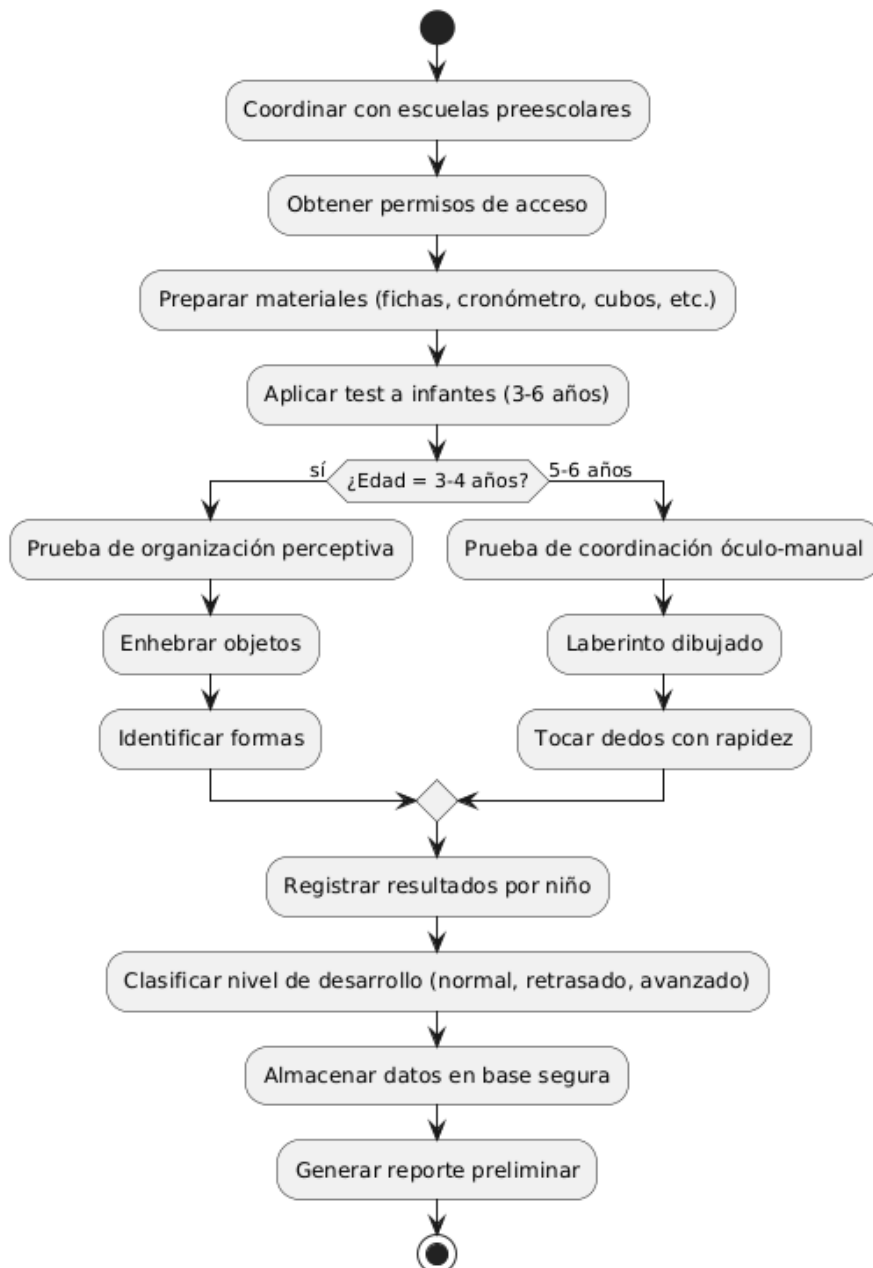 Coordinar con escuelas preescolares
Obtener permisos de acceso
Preparar materiales (fichas, cronómetro, cubos, etc.)
Aplicar test a infantes (3-6 años)
sí
¿Edad = 3-4 años?
5-6 años
Prueba de organización perceptiva
Enhebrar objetos
Identificar formas
Prueba de coordinación óculo-manual
Laberinto dibujado
Tocar dedos con rapidez
Registrar resultados por niño
Clasificar nivel de desarrollo (normal, retrasado, avanzado)
Almacenar datos en base segura
Generar reporte preliminar